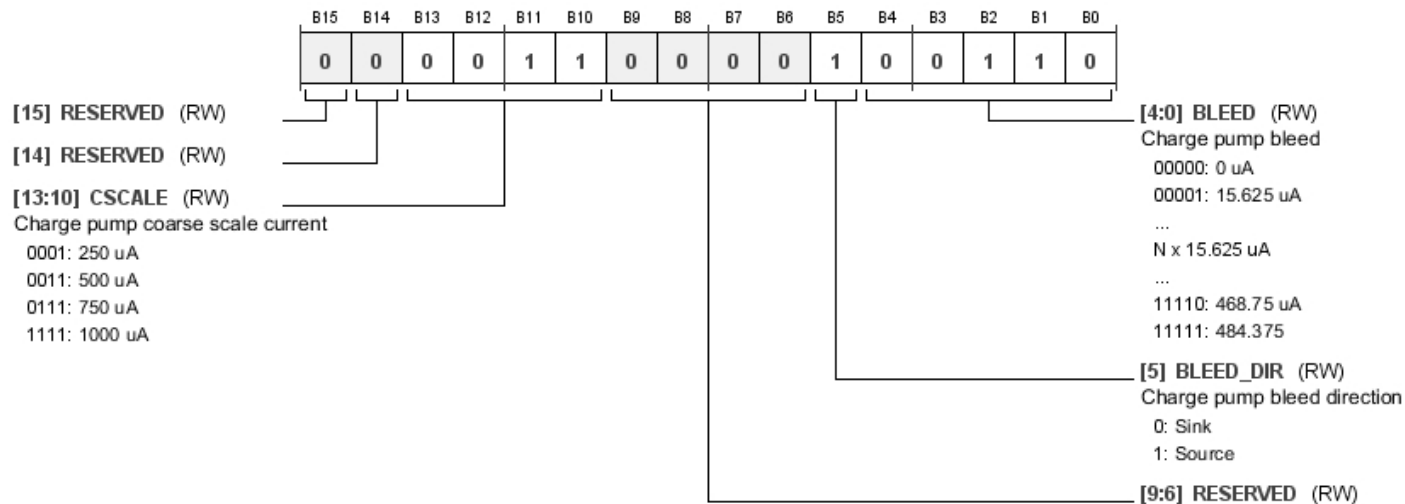 B15 B14 B13 B12 B11 B10 B9 B8 B7 B6 B5 B4 B3 B2 B1 B0
0 0 0 0 1 1 0 0 0 0 1 0 0 1 1 0
[15] RESERVED (RW)
[14] RESERVED (RW)
[13:10] CSCALE (RW)
Charge pump coarse scale current
0001: 250 uA
0011: 500 uA
0111: 750 uA
1111: 1000 uA
[4:0] BLEED (RW)
Charge pump bleed
00000: 0 uA
00001: 15.625 uA
...
N x 15.625 uA
...
11110: 468.75 uA
11111: 484.375
[5] BLEED_DIR (RW)
Charge pump bleed direction
0: Sink
1: Source
[9:6] RESERVED (RW)